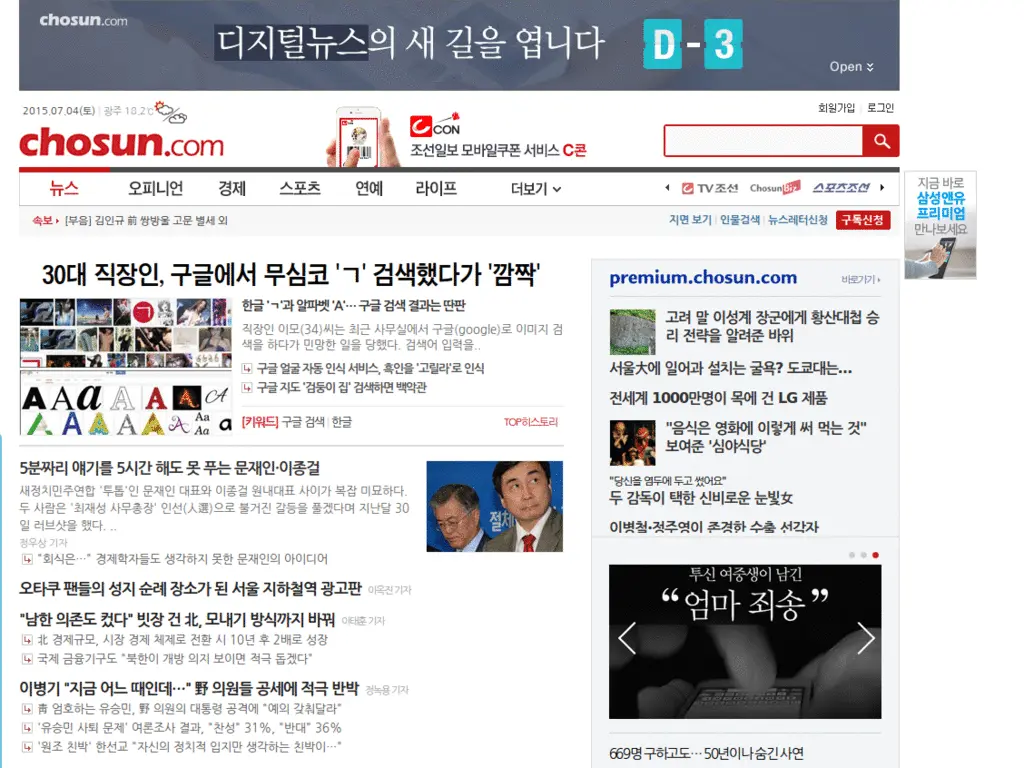 chosun.com
디지털뉴스의 새 길을 엽니다 D-3
Open
2015.07.04(토) 광주 18.2℃
회원가입 로그인
chosun.com
CON
조선일보 모바일쿠폰 서비스 C콘
뉴스 오피니언 경제 스포츠 연예 라이프 더보기 TV조선 ChosunBiz 스포츠조선
속보 [부음] 김인규 前 쌍방울 고문 별세 외
지면 보기 인물검색 뉴스레터신청 구독신청
지금 바로
삼성앤유
프리미엄
만나보세요
30대 직장인, 구글에서 무심코 'ㄱ' 검색했다가 '깜짝'
한글 'ㄱ'과 알파벳 'A'… 구글 검색 결과는 딴판
직장인 이모(34)씨는 최근 사무실에서 구글(google)로 이미지 검
색을 하다가 민망한 일을 당했다. 검색어 입력을..
구글 얼굴 자동 인식 서비스, 흑인을 '고릴라'로 인식
구글 지도 '검둥이 집' 검색하면 백악관
[키워드] 구글 검색 한글
TOP히스토리
5분짜리 얘기를 5시간 해도 못 푸는 문재인·이종걸
새정치민주연합 '투톱'인 문재인 대표와 이종걸 원내대표 사이가 복잡 미묘하다.
두 사람은 '최재성 사무총장' 인선(人選)으로 불거진 갈등을 풀겠다며 지난달 30
일 러브샷을 했다. ..
정우상 기자
"회식은…" 경제학자들도 생각하지 못한 문재인의 아이디어
오타쿠 팬들의 성지 순례 장소가 된 서울 지하철역 광고판 이옥진 기자
"남한 의존도 컸다" 빗장 건 北, 모내기 방식까지 바꿔 이태훈 기자
北 경제규모, 시장 경제 체제로 전환 시 10년 후 2배로 성장
국제 금융기구도 "북한이 개방 의지 보이면 적극 돕겠다"
이병기 "지금 어느 때인데…" 野 의원들 공세에 적극 반박 정녹용 기자
靑 엄호하는 유승민, 野 의원의 대통령 공격에 "예의 갖춰달라"
'유승민 사퇴 문제' 여론조사 결과, "찬성" 31%, "반대" 36%
'원조 친박' 한선교 "자신의 정치적 입지만 생각하는 친박이…"
premium.chosun.com 바로가기
고려 말 이성계 장군에게 황산대첩 승
리 전략을 알려준 바위
서울大에 일어과 설치는 굴욕? 도쿄대는...
전세계 1000만명이 목에 건 LG 제품
"음식은 영화에 이렇게 써 먹는 것"
보여준 '심야식당'
"당신을 염두에 두고 썼어요"
두 감독이 택한 신비로운 눈빛女
이병철·정주영이 존경한 수출 선각자
투신 여중생이 남긴
"엄마 죄송"
669명 구하고도… 50년이나 숨긴 사연